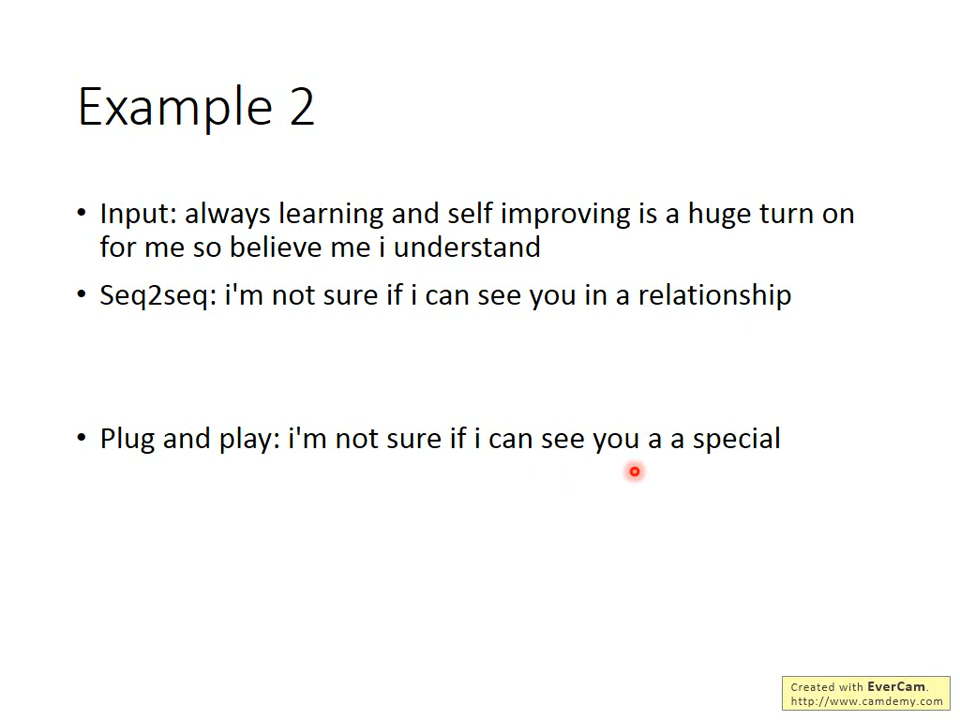 Example 2
• Input: always learning and self improving is a huge turn on
for me so believe me i understand
• Seq2seq: i'm not sure if i can see you in a relationship
• Plug and play: i'm not sure if i can see you a a special
Created with EverCam.
http://www.camdemy.com